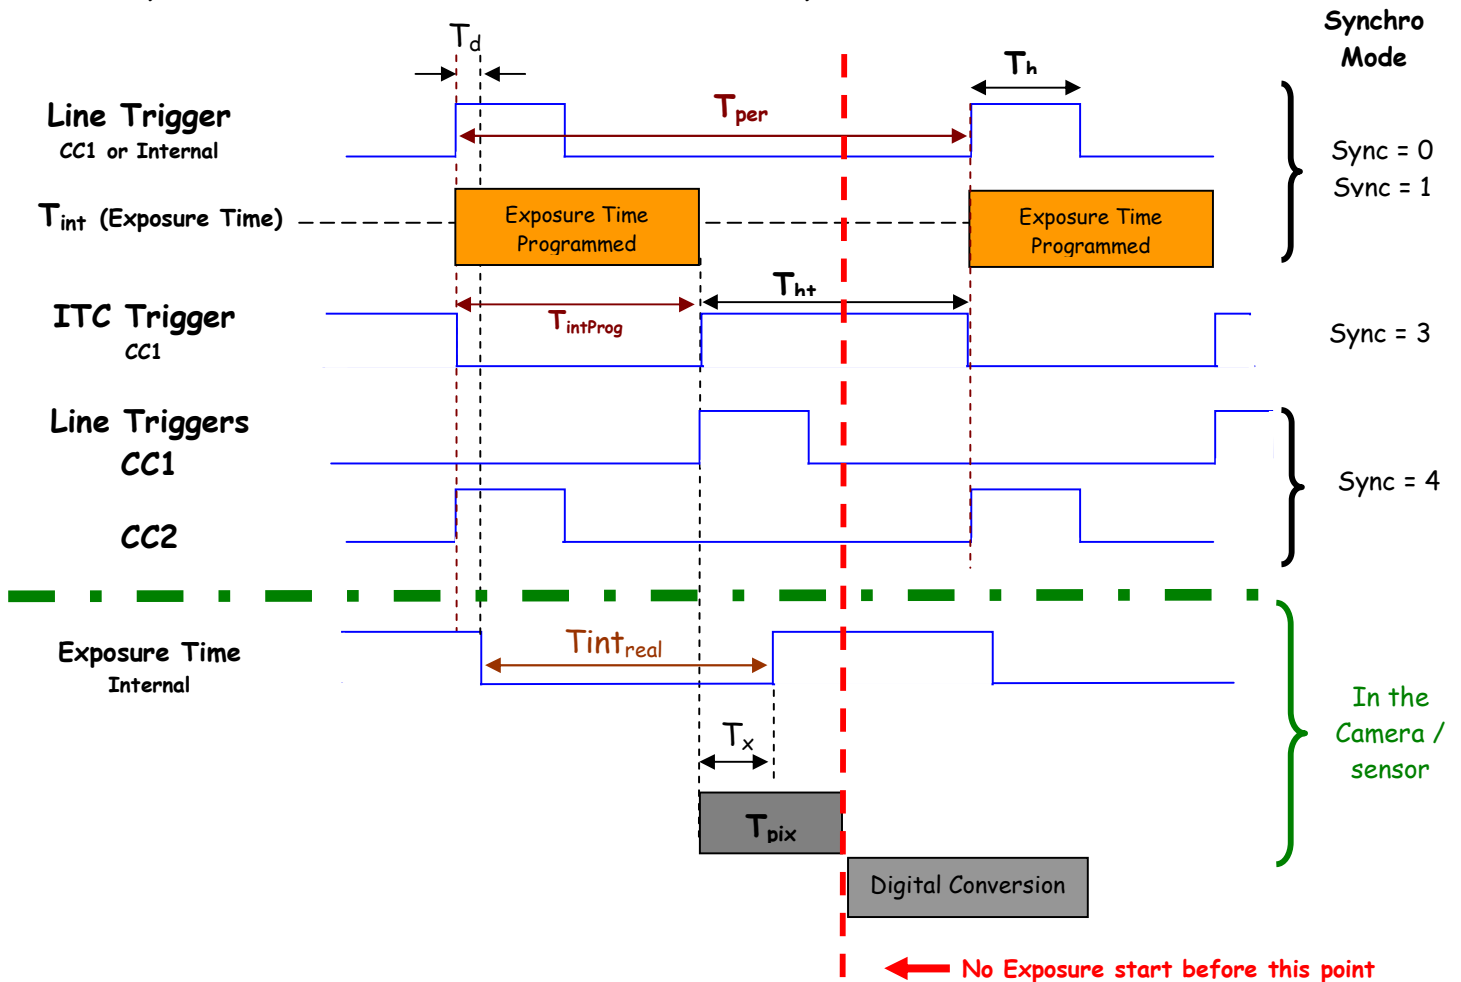 Synchro
Mode
Td
Th
Line Trigger
CC1 or Internal
Tper
Sync = 0
Sync = 1
Tint (Exposure Time)
Exposure Time
Programmed
Exposure Time
Programmed
ITC Trigger
CC1
TintProg
Tht
Sync = 3
Line Triggers
CC1
CC2
Sync = 4
Exposure Time
Internal
Tintreal
Tx
Tpix
In the
Camera /
sensor
Digital Conversion
No Exposure start before this point